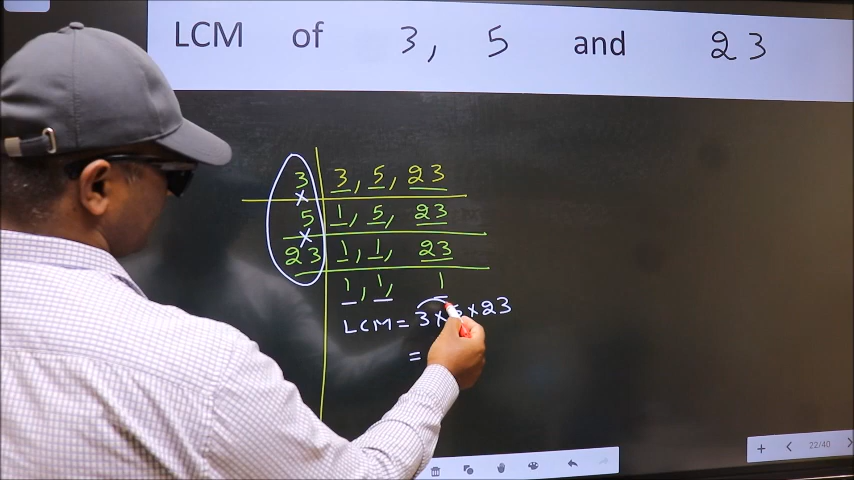 LCM of 3, 5 and 23
3 3, 5, 23
×
5 1, 5, 23
×
23 1, 1, 23
1, 1, 1
LCM = 3 × 5 × 23
=
22/40